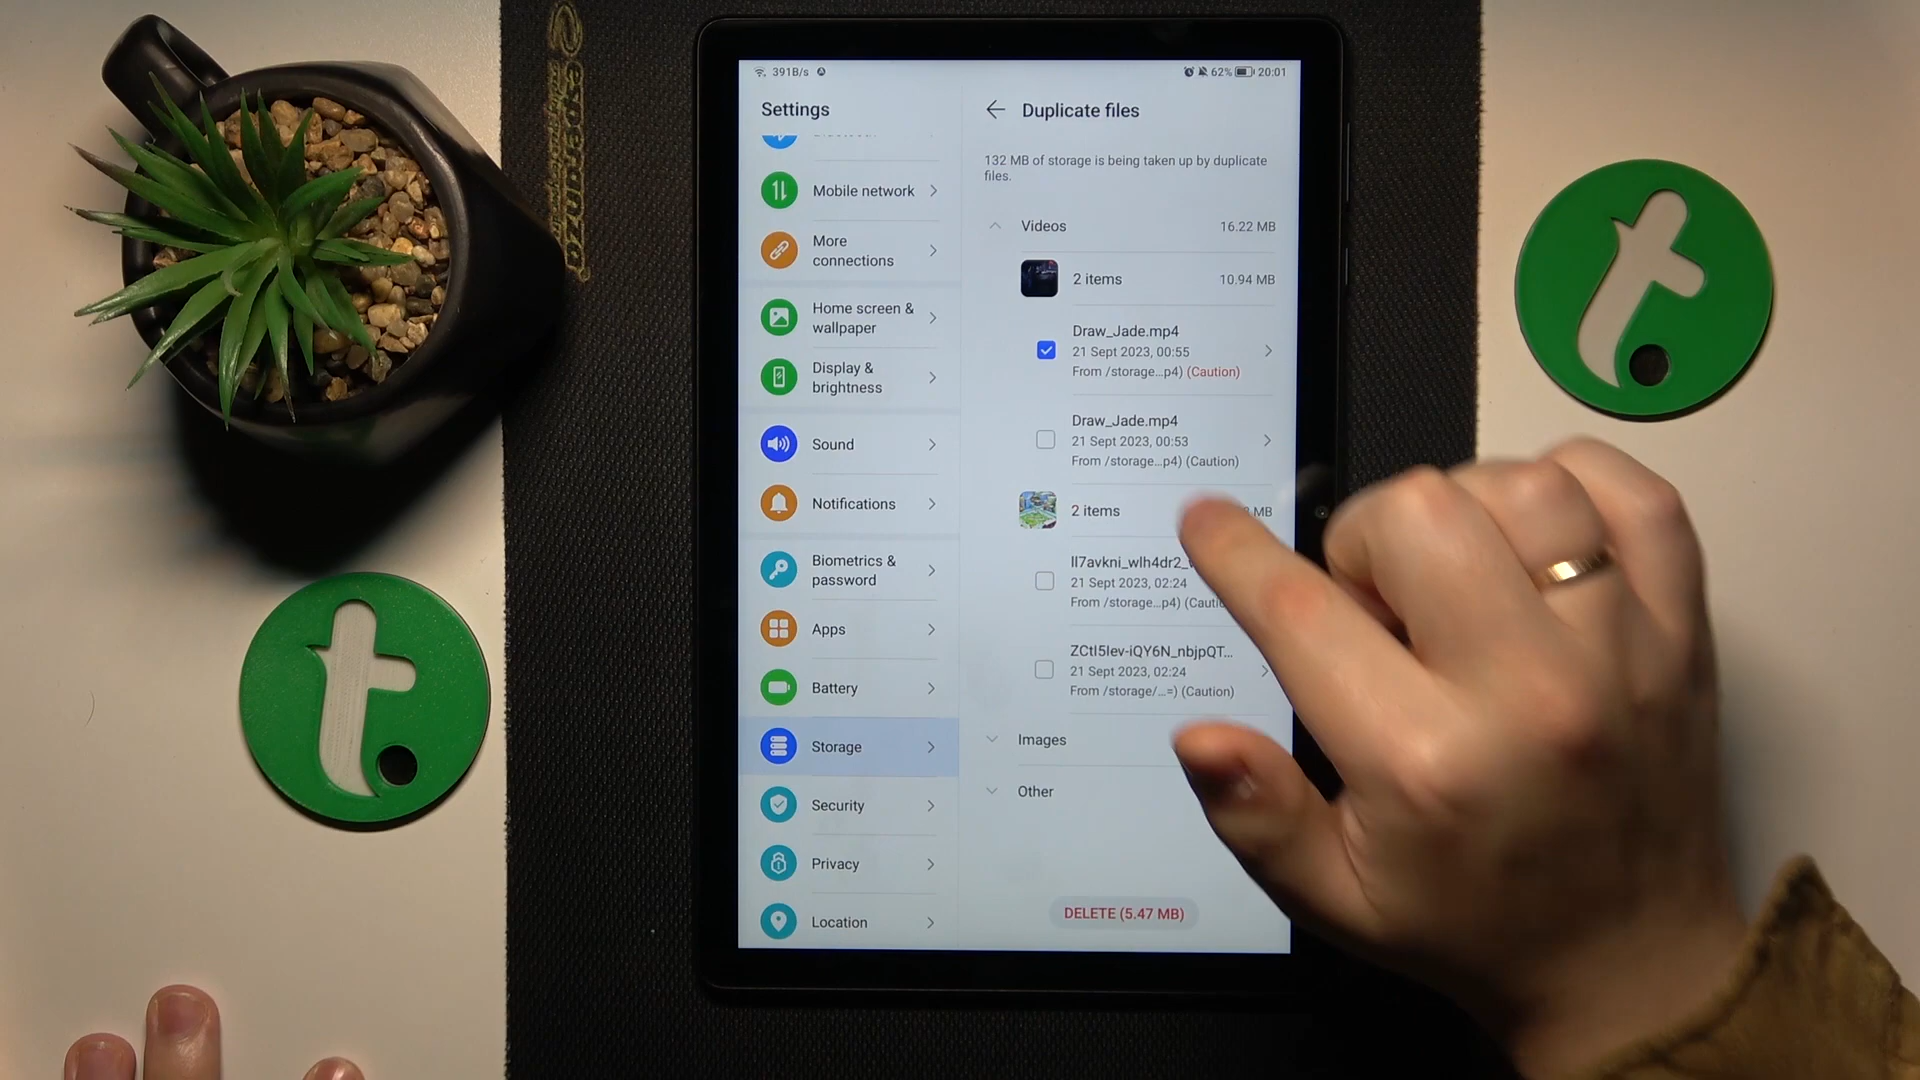 391B/s
62%
20:01
Settings
Mobile network
More
connections
Home screen &
wallpaper
Display &
brightness
Sound
Notifications
Biometrics &
password
Apps
Battery
Storage
Security
Privacy
Location
Duplicate files
132 MB of storage is being taken up by duplicate
files.
Videos 16.22 MB
2 items 10.94 MB
Draw_Jade.mp4
21 Sept 2023, 00:55
From /storage...p4) (Caution)
Draw_Jade.mp4
21 Sept 2023, 00:53
From /storage...p4) (Caution)
2 items MB
21 Sept 2023, 02:24
From /storage...p4)
ZCtI5lev-iQY6N_nbjpQT...
21 Sept 2023, 02:24
From /storage/...=) (Caution)
Images
Other
DELETE (5.47 MB)
t.
t.